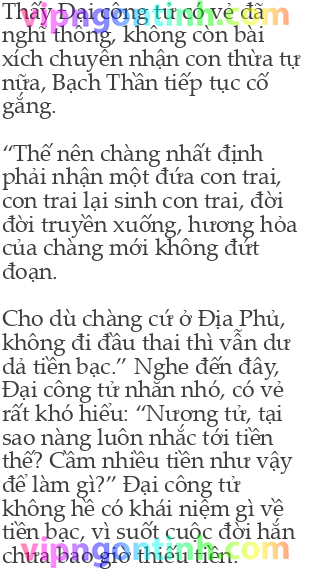 Thấy Đại công tử có vẻ đã
vipngontinh.com
nghĩ thông, không còn bài
xích chuyện nhận con thừa tự
nữa, Bạch Thần tiếp tục cố
gắng.
“Thế nên chàng nhất định
phải nhận một đứa con trai,
con trai lại sinh con trai, đời
đời truyền xuống, hương hỏa
của chàng mới không đứt
đoạn.
Cho dù chàng cứ ở Địa Phủ,
không đi đầu thai thì vẫn dư
dả tiền bạc.” Nghe đến đây,
Đại công tử nhăn nhó, có vẻ
rất khó hiểu: “Nương tử, tại
sao nàng luôn nhắc tới tiền
thế? Cầm nhiều tiền như vậy
để làm gì?” Đại công tử
không hề có khái niệm gì về
tiền bạc, vì suốt cuộc đời hắn
chưa bao giờ thiếu tiền.
vipngontinh.com